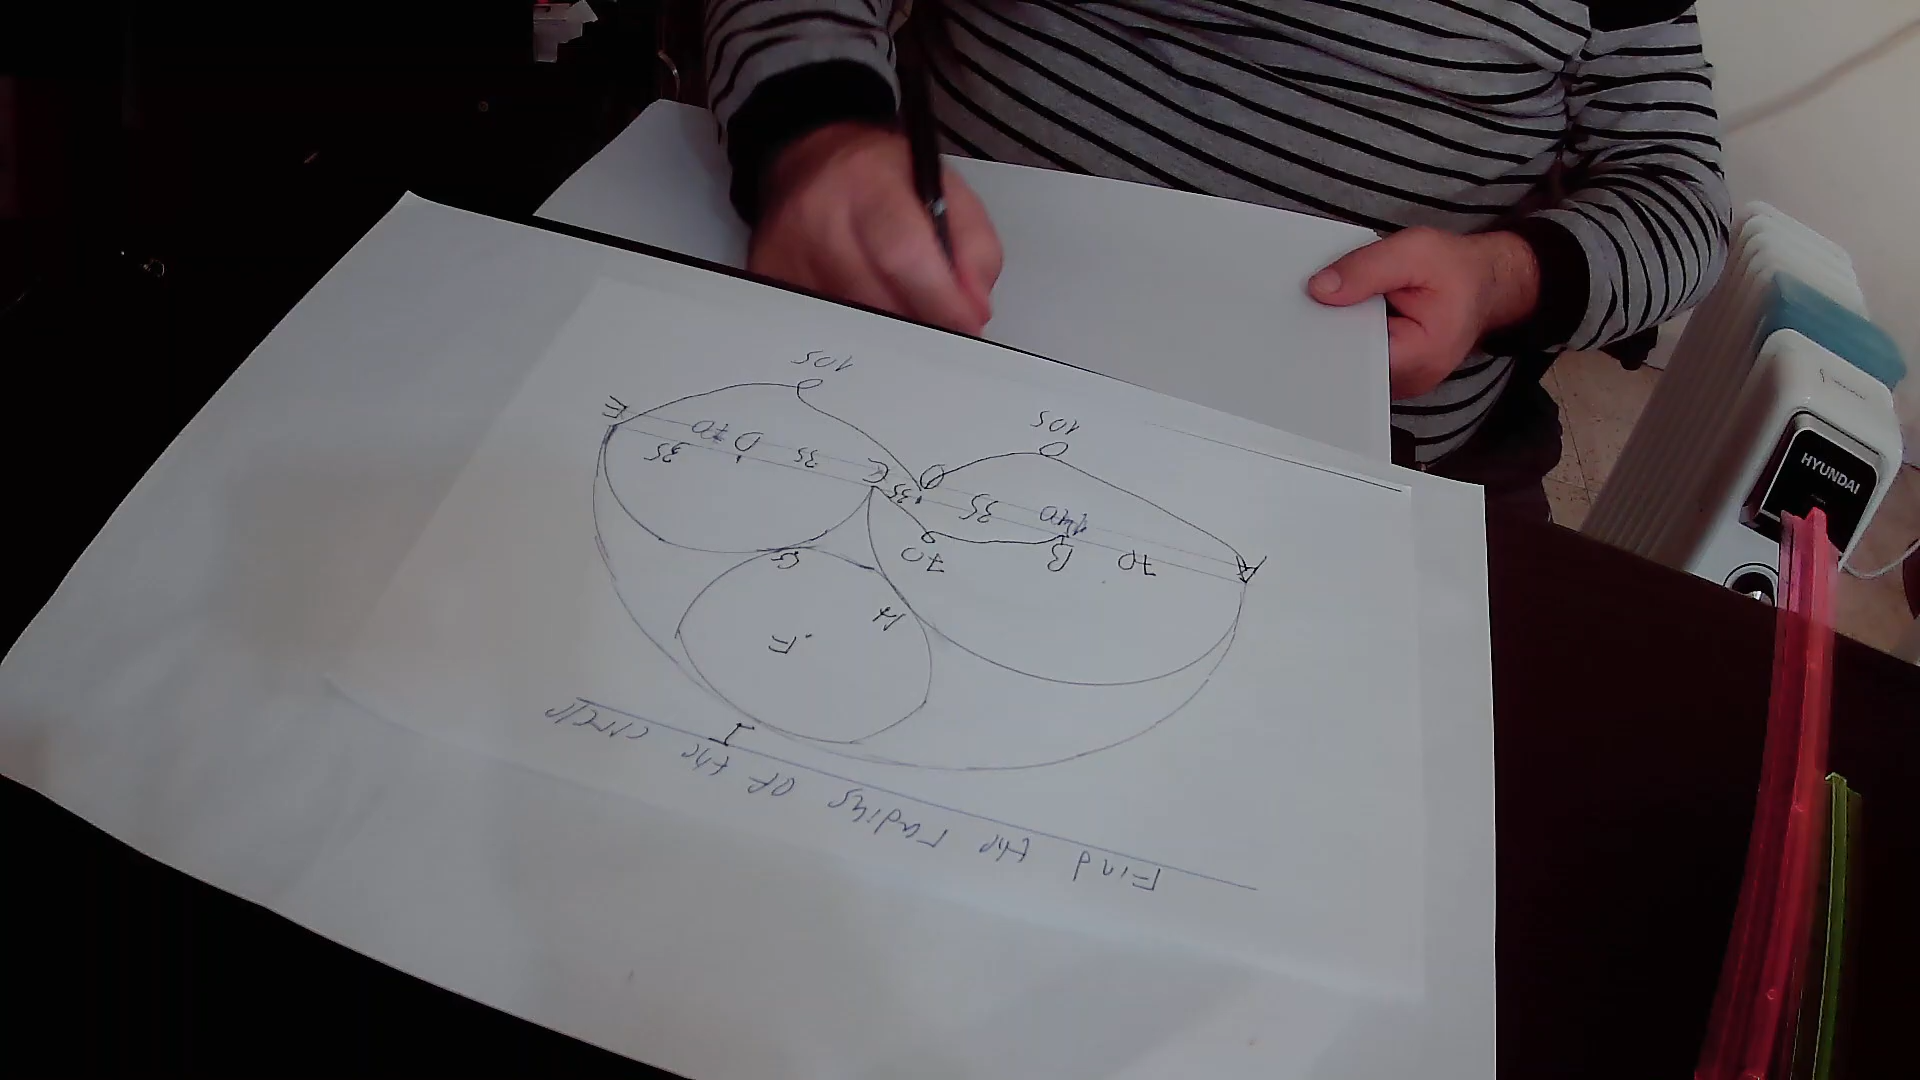 Find the radius of the circle
I
F
H
G
A
70
B
70
140
35
O
35
C
35
D
70
35
E
105
105
HYUNDAI